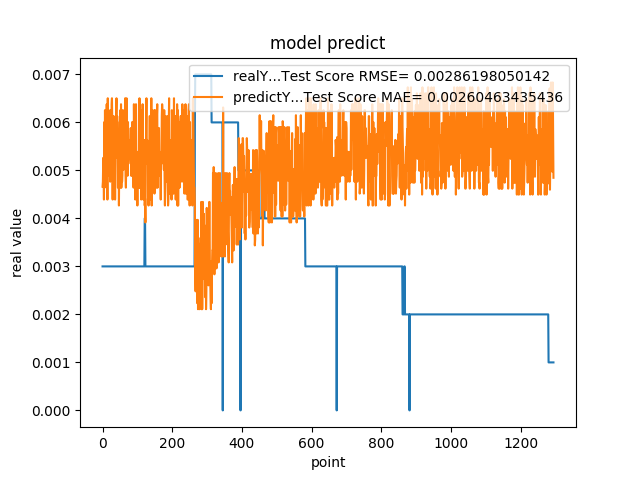 model predict
realY...Test Score RMSE= 0.00286198050142
predictY...Test Score MAE= 0.00260463435436
0.007
0.006
0.005
0.004
0.003
0.002
0.001
0.000
real value
0 200 400 600 800 1000 1200
point